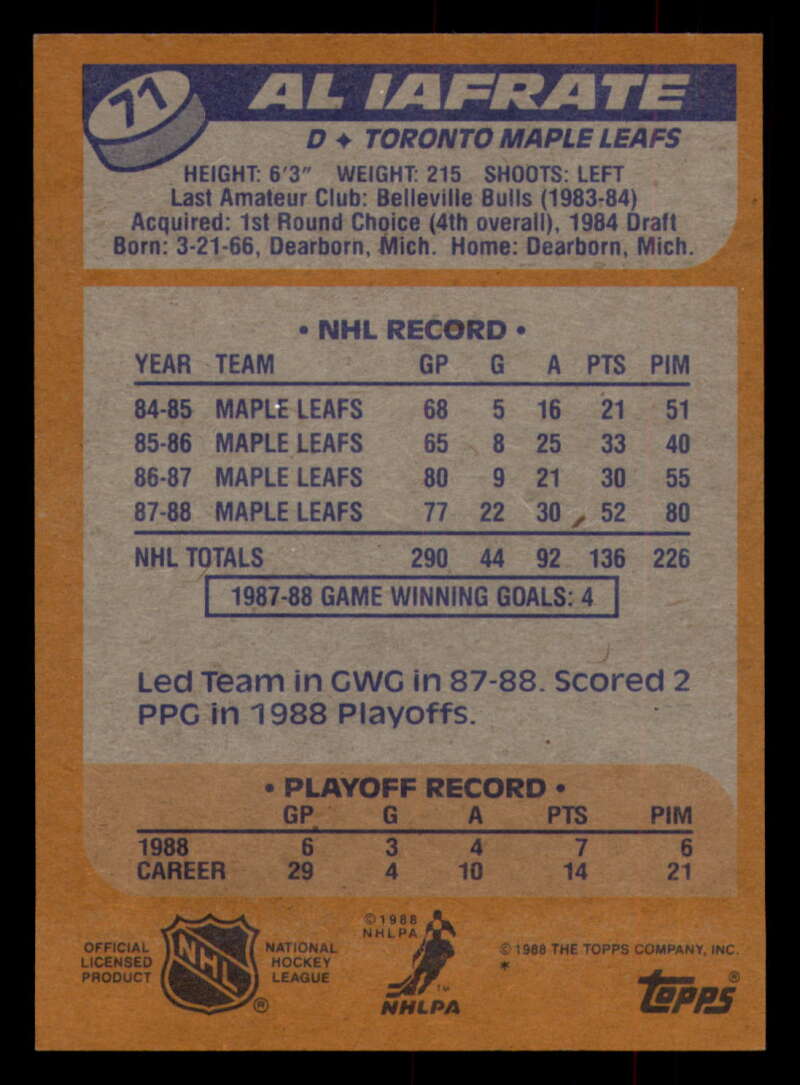 71
AL IAFRATE
D ✦ TORONTO MAPLE LEAFS
HEIGHT: 6'3" WEIGHT: 215 SHOOTS: LEFT
Last Amateur Club: Belleville Bulls (1983-84)
Acquired: 1st Round Choice (4th overall), 1984 Draft
Born: 3-21-66, Dearborn, Mich. Home: Dearborn, Mich.
• NHL RECORD •
YEAR TEAM GP G A PTS PIM
84-85 MAPLE LEAFS 68 5 16 21 51
85-86 MAPLE LEAFS 65 8 25 33 40
86-87 MAPLE LEAFS 80 9 21 30 55
87-88 MAPLE LEAFS 77 22 30 52 80
NHL TOTALS 290 44 92 136 226
1987-88 GAME WINNING GOALS: 4
Led Team in GWG in 87-88. Scored 2
PPG in 1988 Playoffs.
• PLAYOFF RECORD •
GP G A PTS PIM
1988 6 3 4 7 6
CAREER 29 4 10 14 21
OFFICIAL
LICENSED
PRODUCT
NHL
®
NATIONAL
HOCKEY
LEAGUE
© 1988
NHLPA
TM
NHLPA
© 1988 THE TOPPS COMPANY, INC.
*
topps®